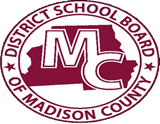 DISTRICT SCHOOL BOARD
MC
OF MADISON COUNTY